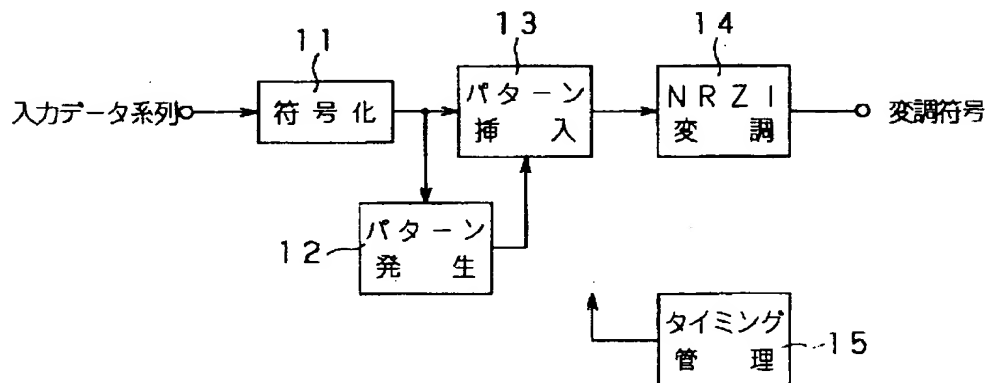 11
13
14
入力データ系列
符号化
パターン
挿入
NRZI
変調
変調符号
12
パターン
発生
タイミング
管理
15